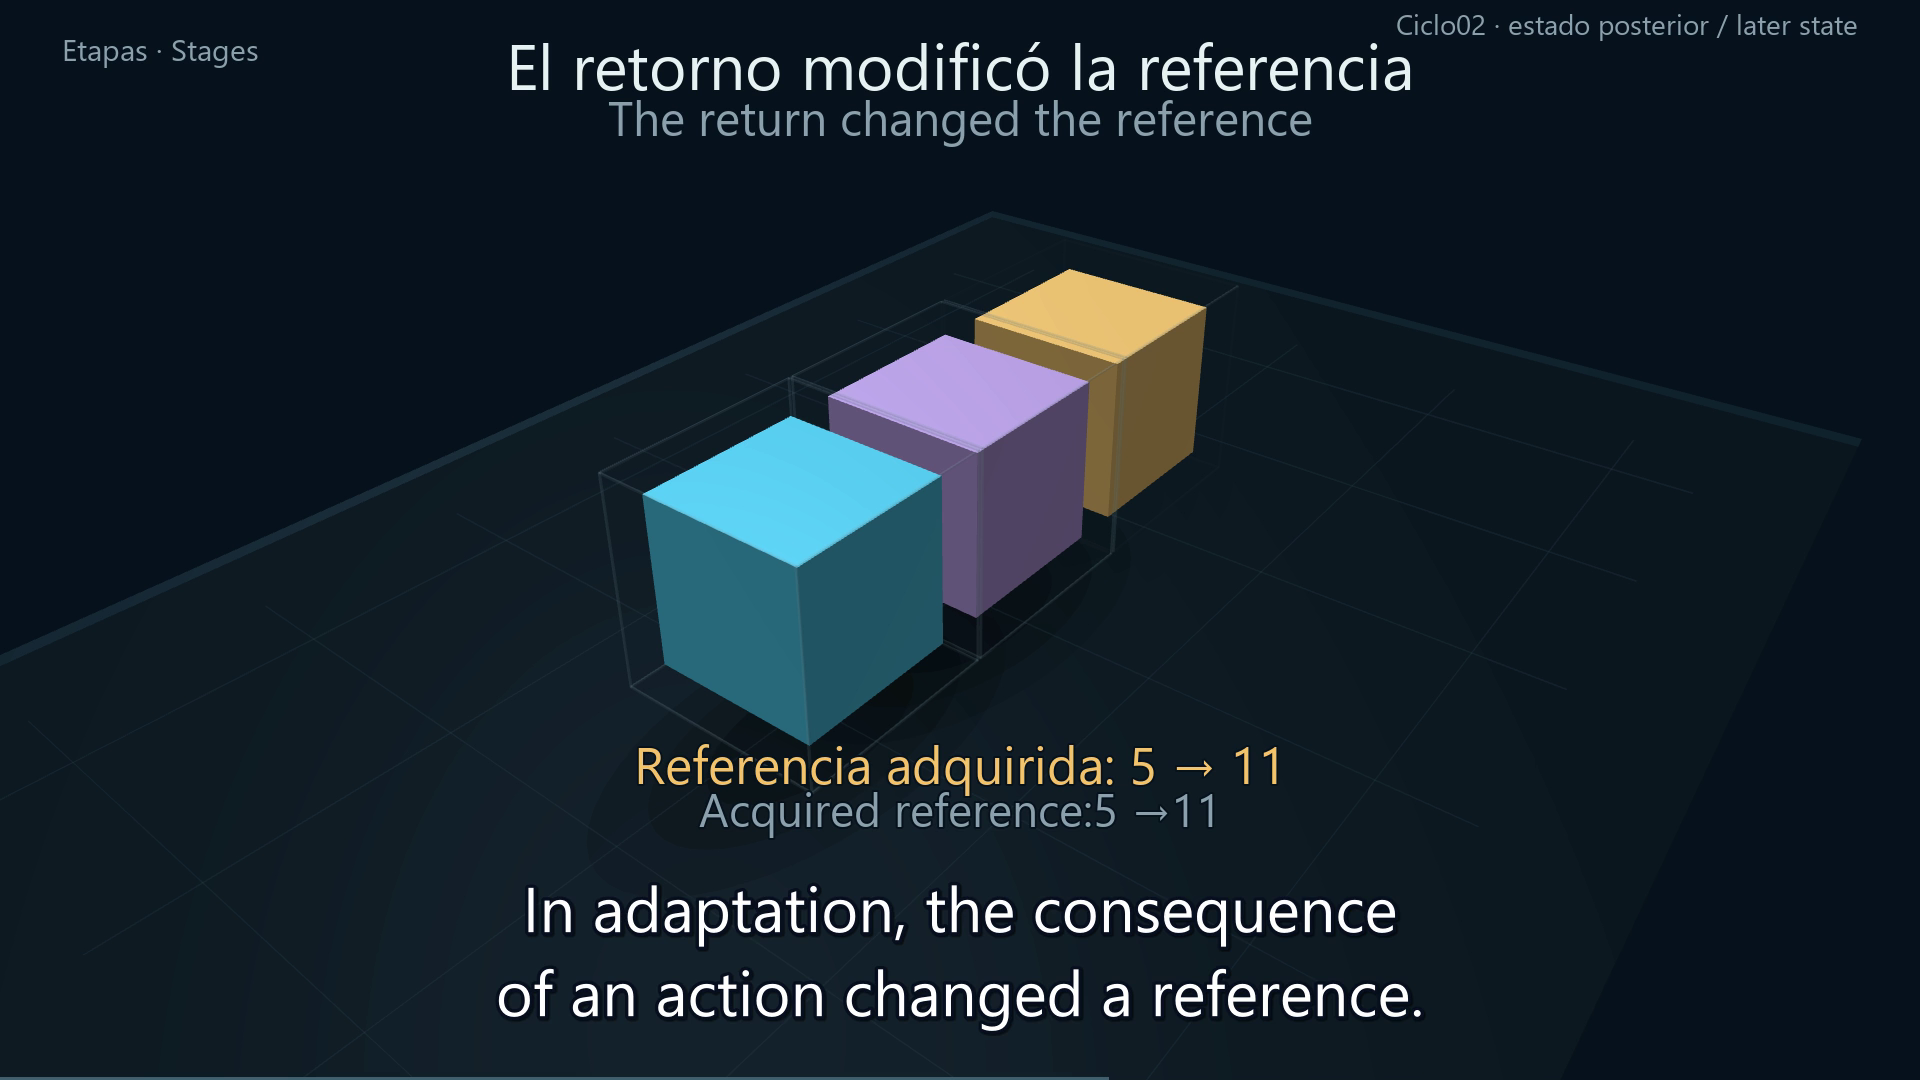 Etapas · Stages
Ciclo02 · estado posterior / later state
El retorno modificó la referencia
The return changed the reference
Referencia adquirida: 5 → 11
Acquired reference:5 →11
In adaptation, the consequence
of an action changed a reference.